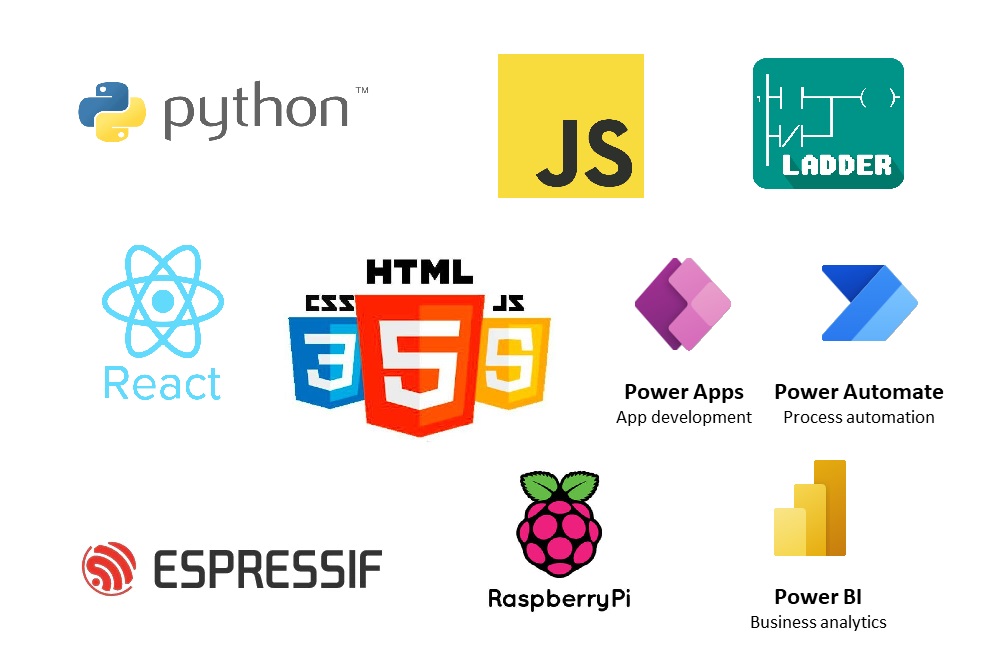 python™
JS
LADDER
React
HTML
CSS
JS
3
5
5
Power Apps
App development
Power Automate
Process automation
ESPRESSIF
RaspberryPi
Power BI
Business analytics